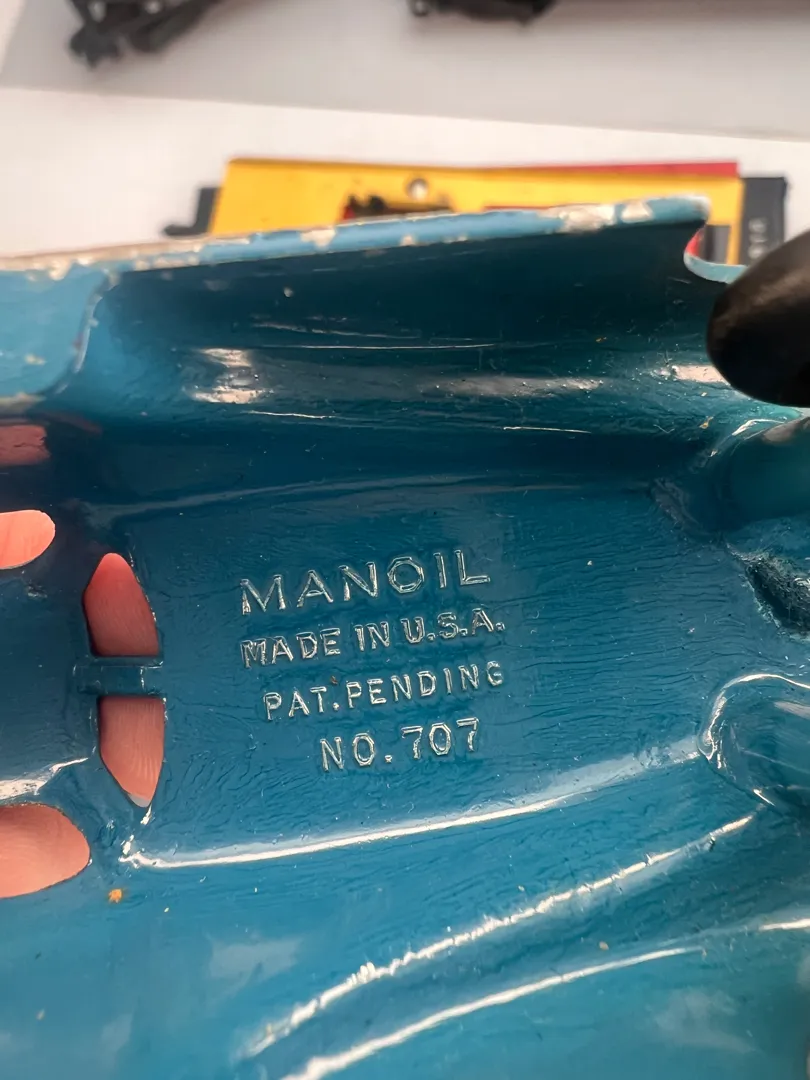 MANOIL
MADE IN U.S.A.
PAT. PENDING
NO. 707